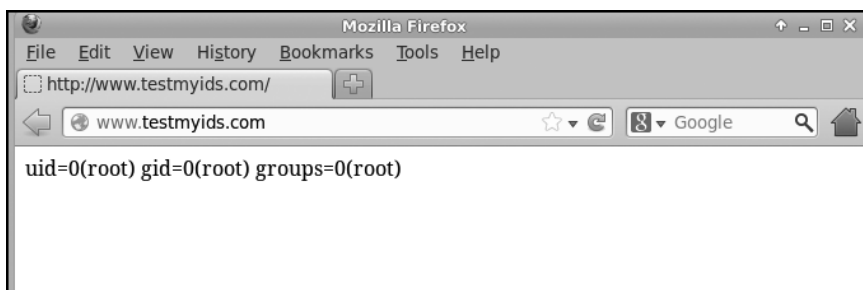 Mozilla Firefox
File Edit View History Bookmarks Tools Help
http://www.testmyids.com/
www.testmyids.com Google
uid=0(root) gid=0(root) groups=0(root)